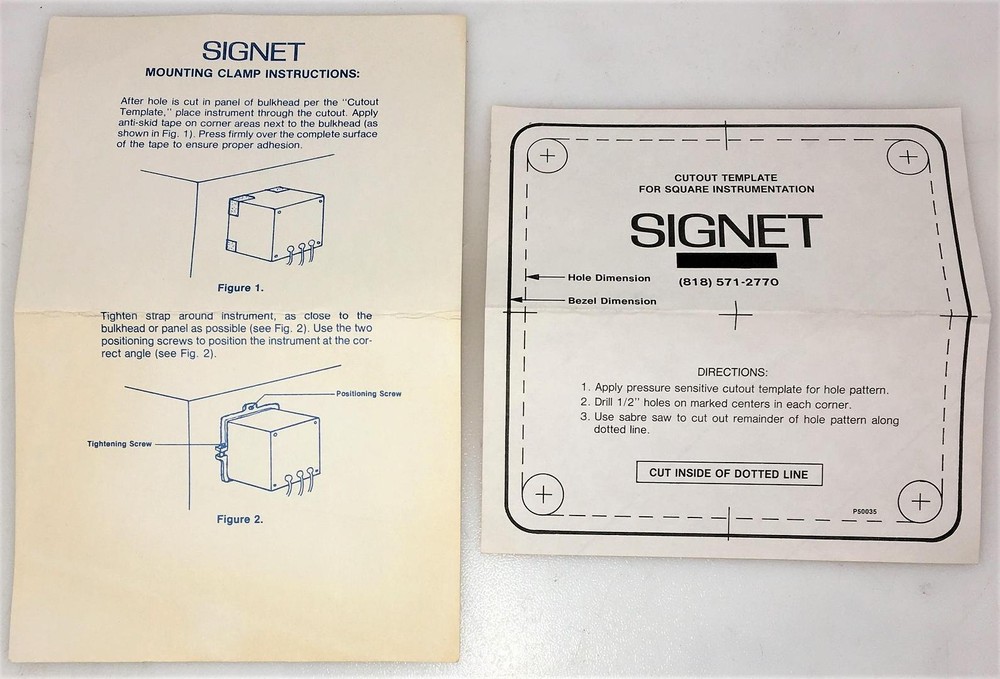 SIGNET
MOUNTING CLAMP INSTRUCTIONS:
After hole is cut in panel of bulkhead per the "Cutout
Template," place instrument through the cutout. Apply
anti-skid tape on corner areas next to the bulkhead (as
shown in Fig. 1). Press firmly over the complete surface
of the tape to ensure proper adhesion.
Figure 1.
Tighten strap around instrument, as close to the
bulkhead or panel as possible (see Fig. 2). Use the two
positioning screws to position the instrument at the cor-
rect angle (see Fig. 2).
Positioning Screw
Tightening Screw
Figure 2.
CUTOUT TEMPLATE
FOR SQUARE INSTRUMENTATION
SIGNET
(818) 571-2770
Hole Dimension
Bezel Dimension
DIRECTIONS:
1. Apply pressure sensitive cutout template for hole pattern.
2. Drill 1/2" holes on marked centers in each corner.
3. Use sabre saw to cut out remainder of hole pattern along
dotted line.
CUT INSIDE OF DOTTED LINE
P50035